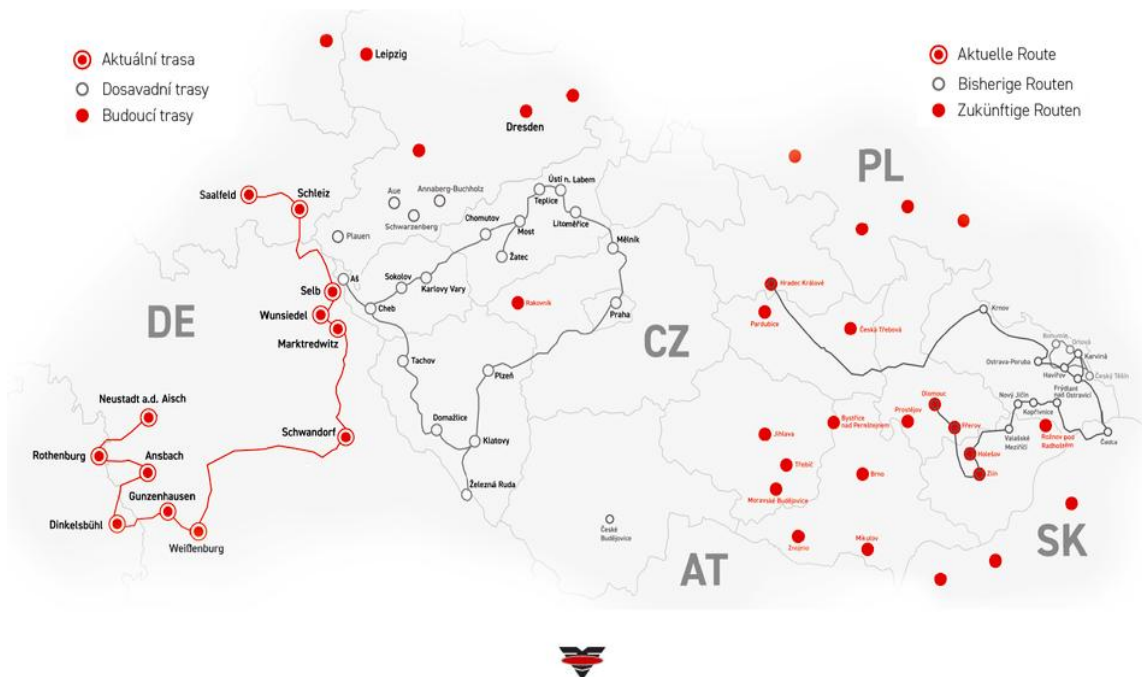 Aktuální trasa
Dosavadní trasy
Budoucí trasy
Aktuelle Route
Bisherige Routen
Zukünftige Routen
Leipzig
Dresden
PL
Saalfeld
Schleiz
Aue
Annaberg-Buchholz
Schwarzenberg
Plauen
Ústí n. Labem
Teplice
Litoměřice
Chomutov
Most
Žatec
Mělník
Aš
Sokolov
Karlovy Vary
Cheb
Selb
Wunsiedel
Marktredwitz
DE
Rakovník
Praha
CZ
Hradec Králové
Pardubice
Česká Třebová
Krnov
Bohumín
Orlová
Karviná
Ostrava-Poruba
Havířov
Český Těšín
Frýdlant
nad Ostravicí
Tachov
Plzeň
Domažlice
Klatovy
Železná Ruda
Neustadt a.d. Aisch
Schwandorf
Rothenburg
Ansbach
Gunzenhausen
Dinkelsbühl
Weißenburg
Olomouc
Prostějov
Přerov
Holešov
Zlín
Nový Jičín
Kopřivnice
Valašské
Meziříčí
Rožnov pod
Radhoštěm
Čadca
Bystřice
nad Pernštejnem
Jihlava
Třebíč
Moravské Budějovice
Brno
Znojmo
Mikulov
České
Budějovice
AT
SK